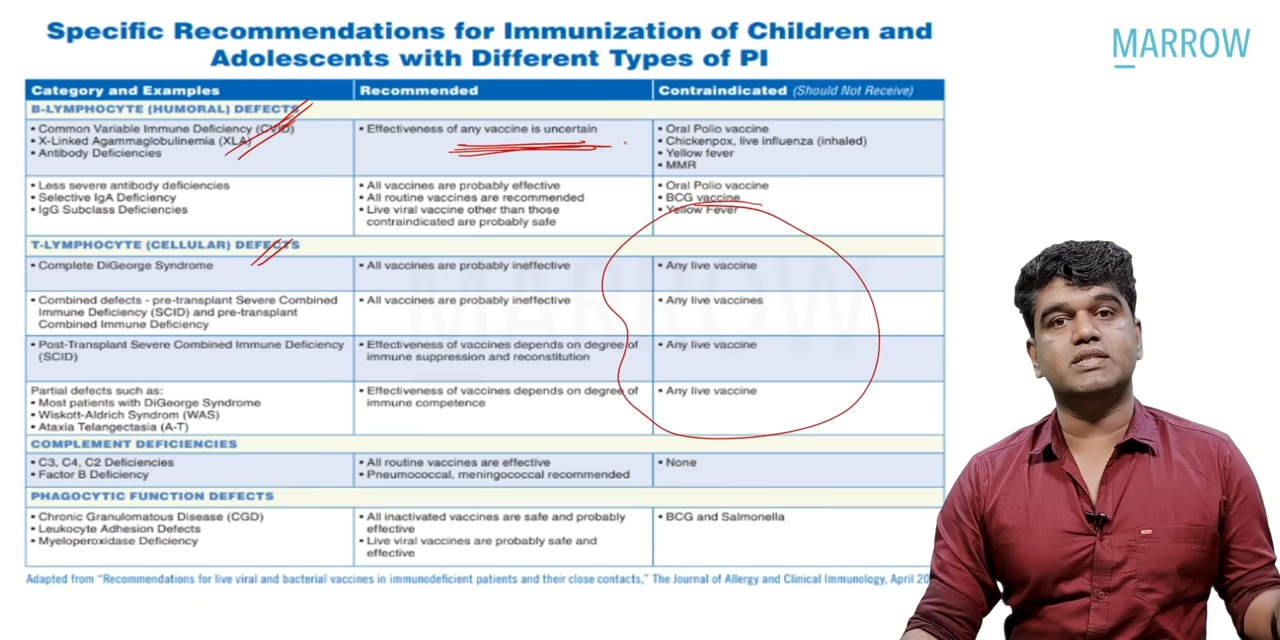 Specific Recommendations for Immunization of Children and
Adolescents with Different Types of PI
MARROW
Category and Examples
Recommended
Contraindicated (Should Not Receive)
B-LYMPHOCYTE (HUMORAL) DEFECTS
• Common Variable Immune Deficiency (CVID)
• X-Linked Agammaglobulinemia (XLA)
• Antibody Deficiencies
• Effectiveness of any vaccine is uncertain
• Oral Polio vaccine
• Chickenpox, live influenza (inhaled)
• Yellow fever
• MMR
• Less severe antibody deficiencies
• Selective IgA Deficiency
• IgG Subclass Deficiencies
• All vaccines are probably effective
• All routine vaccines are recommended
• Live viral vaccine other than those
contraindicated are probably safe
• Oral Polio vaccine
• BCG vaccine
• Yellow Fever
T-LYMPHOCYTE (CELLULAR) DEFECTS
• Complete DiGeorge Syndrome
• All vaccines are probably ineffective
• Any live vaccine
• Combined defects - pre-transplant Severe Combined
Immune Deficiency (SCID) and pre-transplant
Combined Immune Deficiency
• All vaccines are probably ineffective
• Any live vaccines
• Post-Transplant Severe Combined Immune Deficiency
(SCID)
• Effectiveness of vaccines depends on degree of
immune suppression and reconstitution
• Any live vaccine
Partial defects such as:
• Most patients with DiGeorge Syndrome
• Wiskott-Aldrich Syndrom (WAS)
• Ataxia Telangectasia (A-T)
• Effectiveness of vaccines depends on degree of
immune competence
• Any live vaccine
COMPLEMENT DEFICIENCIES
• C3, C4, C2 Deficiencies
• Factor B Deficiency
• All routine vaccines are effective
• Pneumococcal, meningococcal recommended
• None
PHAGOCYTIC FUNCTION DEFECTS
• Chronic Granulomatous Disease (CGD)
• Leukocyte Adhesion Defects
• Myeloperoxidase Deficiency
• All inactivated vaccines are safe and probably
effective
• Live viral vaccines are probably safe and
effective
• BCG and Salmonella
Adapted from "Recommendations for live viral and bacterial vaccines in immunodeficient patients and their close contacts," The Journal of Allergy and Clinical Immunology, April 20
MARROW